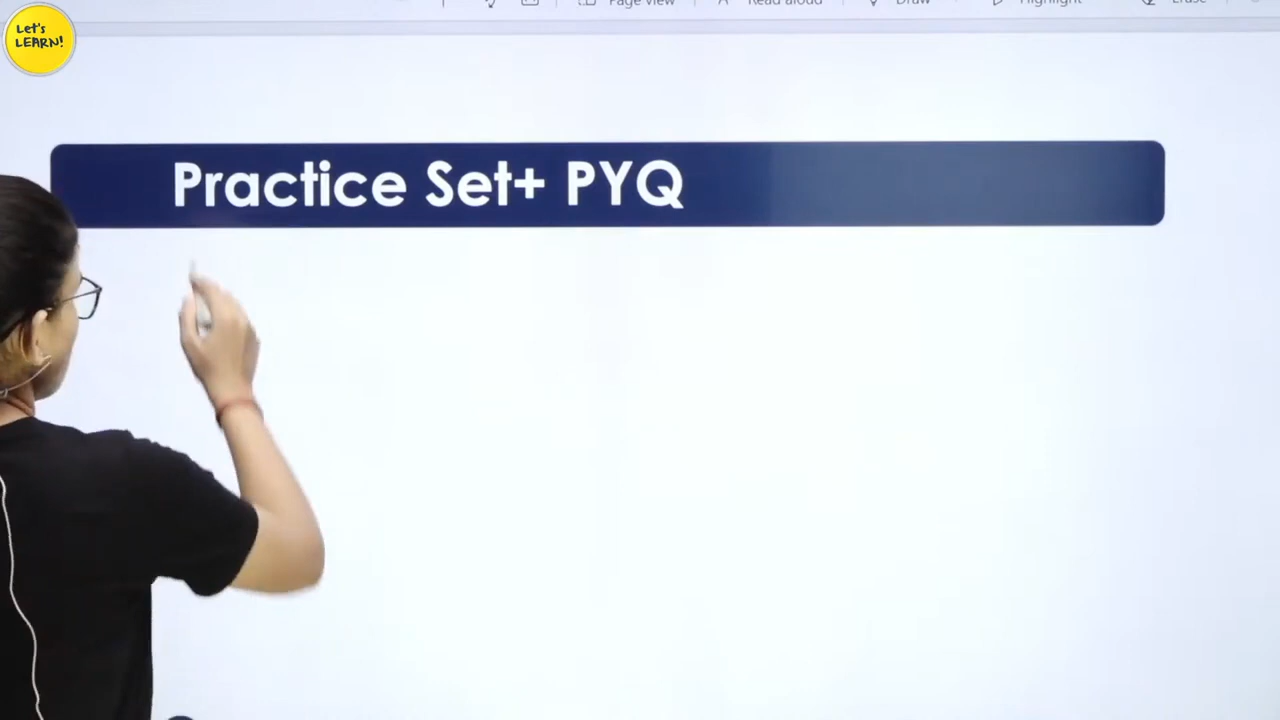 Page view
Read aloud
Draw
Highlight
Erase
Let's
LEARN!
Practice Set+ PYQ